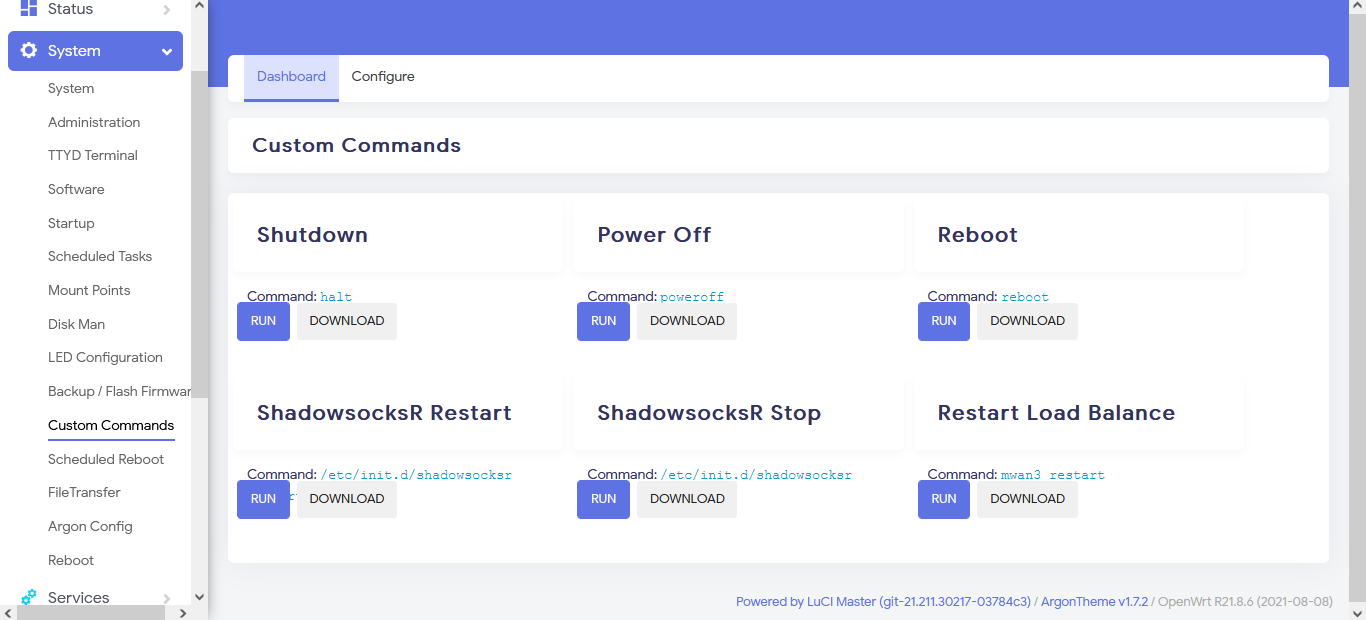 Status
System
System
Administration
TTYD Terminal
Software
Startup
Scheduled Tasks
Mount Points
Disk Man
LED Configuration
Backup / Flash Firmwar
Custom Commands
Scheduled Reboot
FileTransfer
Argon Config
Reboot
Services
Dashboard Configure
Custom Commands
Shutdown
Command: halt
RUN DOWNLOAD
Power Off
Command: poweroff
RUN DOWNLOAD
Reboot
Command: reboot
RUN DOWNLOAD
ShadowsocksR Restart
Command: /etc/init.d/shadowsocksr
RUN DOWNLOAD
ShadowsocksR Stop
Command: /etc/init.d/shadowsocksr
RUN DOWNLOAD
Restart Load Balance
Command: mwan3 restart
RUN DOWNLOAD
Powered by LuCI Master (git-21.211.30217-03784c3) / ArgonTheme v1.7.2 / OpenWrt R21.8.6 (2021-08-08)